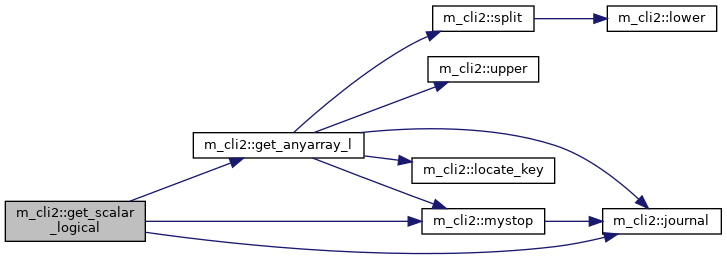 m_cli2::split
m_cli2::lower
m_cli2::upper
m_cli2::get_anyarray_l
m_cli2::locate_key
m_cli2::get_scalar
_logical
m_cli2::mystop
m_cli2::journal